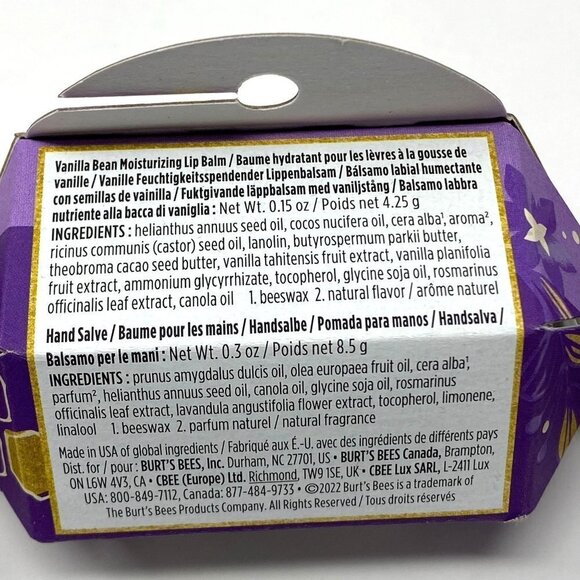 Vanilla Bean Moisturizing Lip Balm / Baume hydratant pour les lèvres à la gousse de
vanille / Vanille Feuchtigkeitsspendender Lippenbalsam / Bálsamo labial humectante
con semillas de vainilla / Fuktgivande läppbalsam med vaniljstång / Balsamo labbra
nutriente alla bacca di vaniglia : Net Wt. 0.15 oz / Poids net 4.25 g
INGREDIENTS : helianthus annuus seed oil, cocos nucifera oil, cera alba¹, aroma²,
ricinus communis (castor) seed oil, lanolin, butyrospermum parkii butter,
theobroma cacao seed butter, vanilla tahitensis fruit extract, vanilla planifolia
fruit extract, ammonium glycyrrhizate, tocopherol, glycine soja oil, rosmarinus
officinalis leaf extract, canola oil 1. beeswax 2. natural flavor / arôme naturel
Hand Salve / Baume pour les mains / Handsalbe / Pomada para manos / Handsalva /
Balsamo per le mani : Net Wt. 0.3 oz / Poids net 8.5 g
INGREDIENTS : prunus amygdalus dulcis oil, olea europaea fruit oil, cera alba¹,
parfum², helianthus annuus seed oil, canola oil, glycine soja oil, rosmarinus
officinalis leaf extract, lavandula angustifolia flower extract, tocopherol, limonene,
linalool 1. beeswax 2. parfum naturel / natural fragrance
Made in USA of global ingredients / Fabriqué aux É.-U. avec des ingrédients de différents pays
Dist. for / pour : BURT'S BEES, Inc. Durham, NC 27701, US • BURT'S BEES Canada, Brampton,
ON L6W 4V3, CA • CBEE (Europe) Ltd. Richmond, TW9 1SE, UK • CBEE Lux SARL, L-2411 Lux
USA: 800-849-7112, Canada: 877-484-9733 • ©2022 Burt's Bees is a trademark of
The Burt's Bees Products Company. All rights reserved / Tous droits réservés